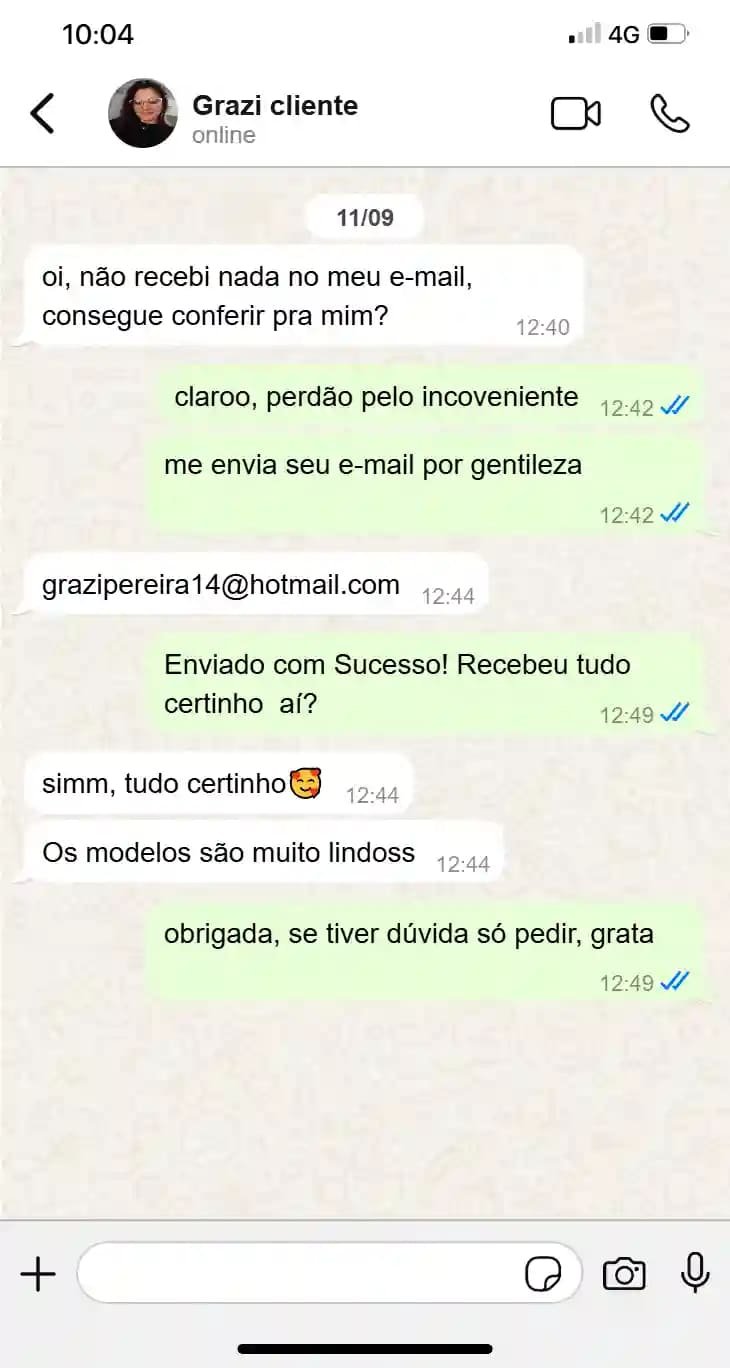 10:04
4G
Grazi cliente
online
11/09
oi, não recebi nada no meu e-mail,
consegue conferir pra mim?
12:40
claroo, perdão pelo incoveniente
12:42
me envia seu e-mail por gentileza
12:42
grazipereira14@hotmail.com
12:44
Enviado com Sucesso! Recebeu tudo
certinho  aí?
12:49
simm, tudo certinho🥰
12:44
Os modelos são muito lindoss
12:44
obrigada, se tiver dúvida só pedir, grata
12:49